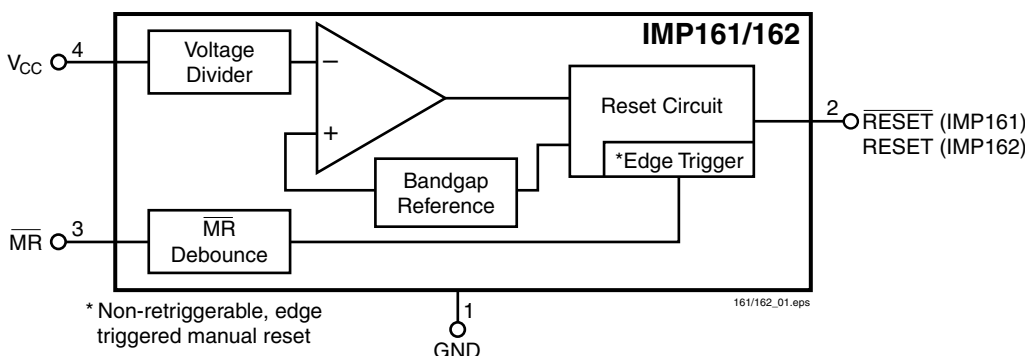 IMP161/162
4
VCC
Voltage
Divider
−
+
Reset Circuit
*Edge Trigger
2
RESET (IMP161)
RESET (IMP162)
Bandgap
Reference
3
MR
MR
Debounce
* Non-retriggerable, edge
triggered manual reset
1
GND
161/162_01.eps